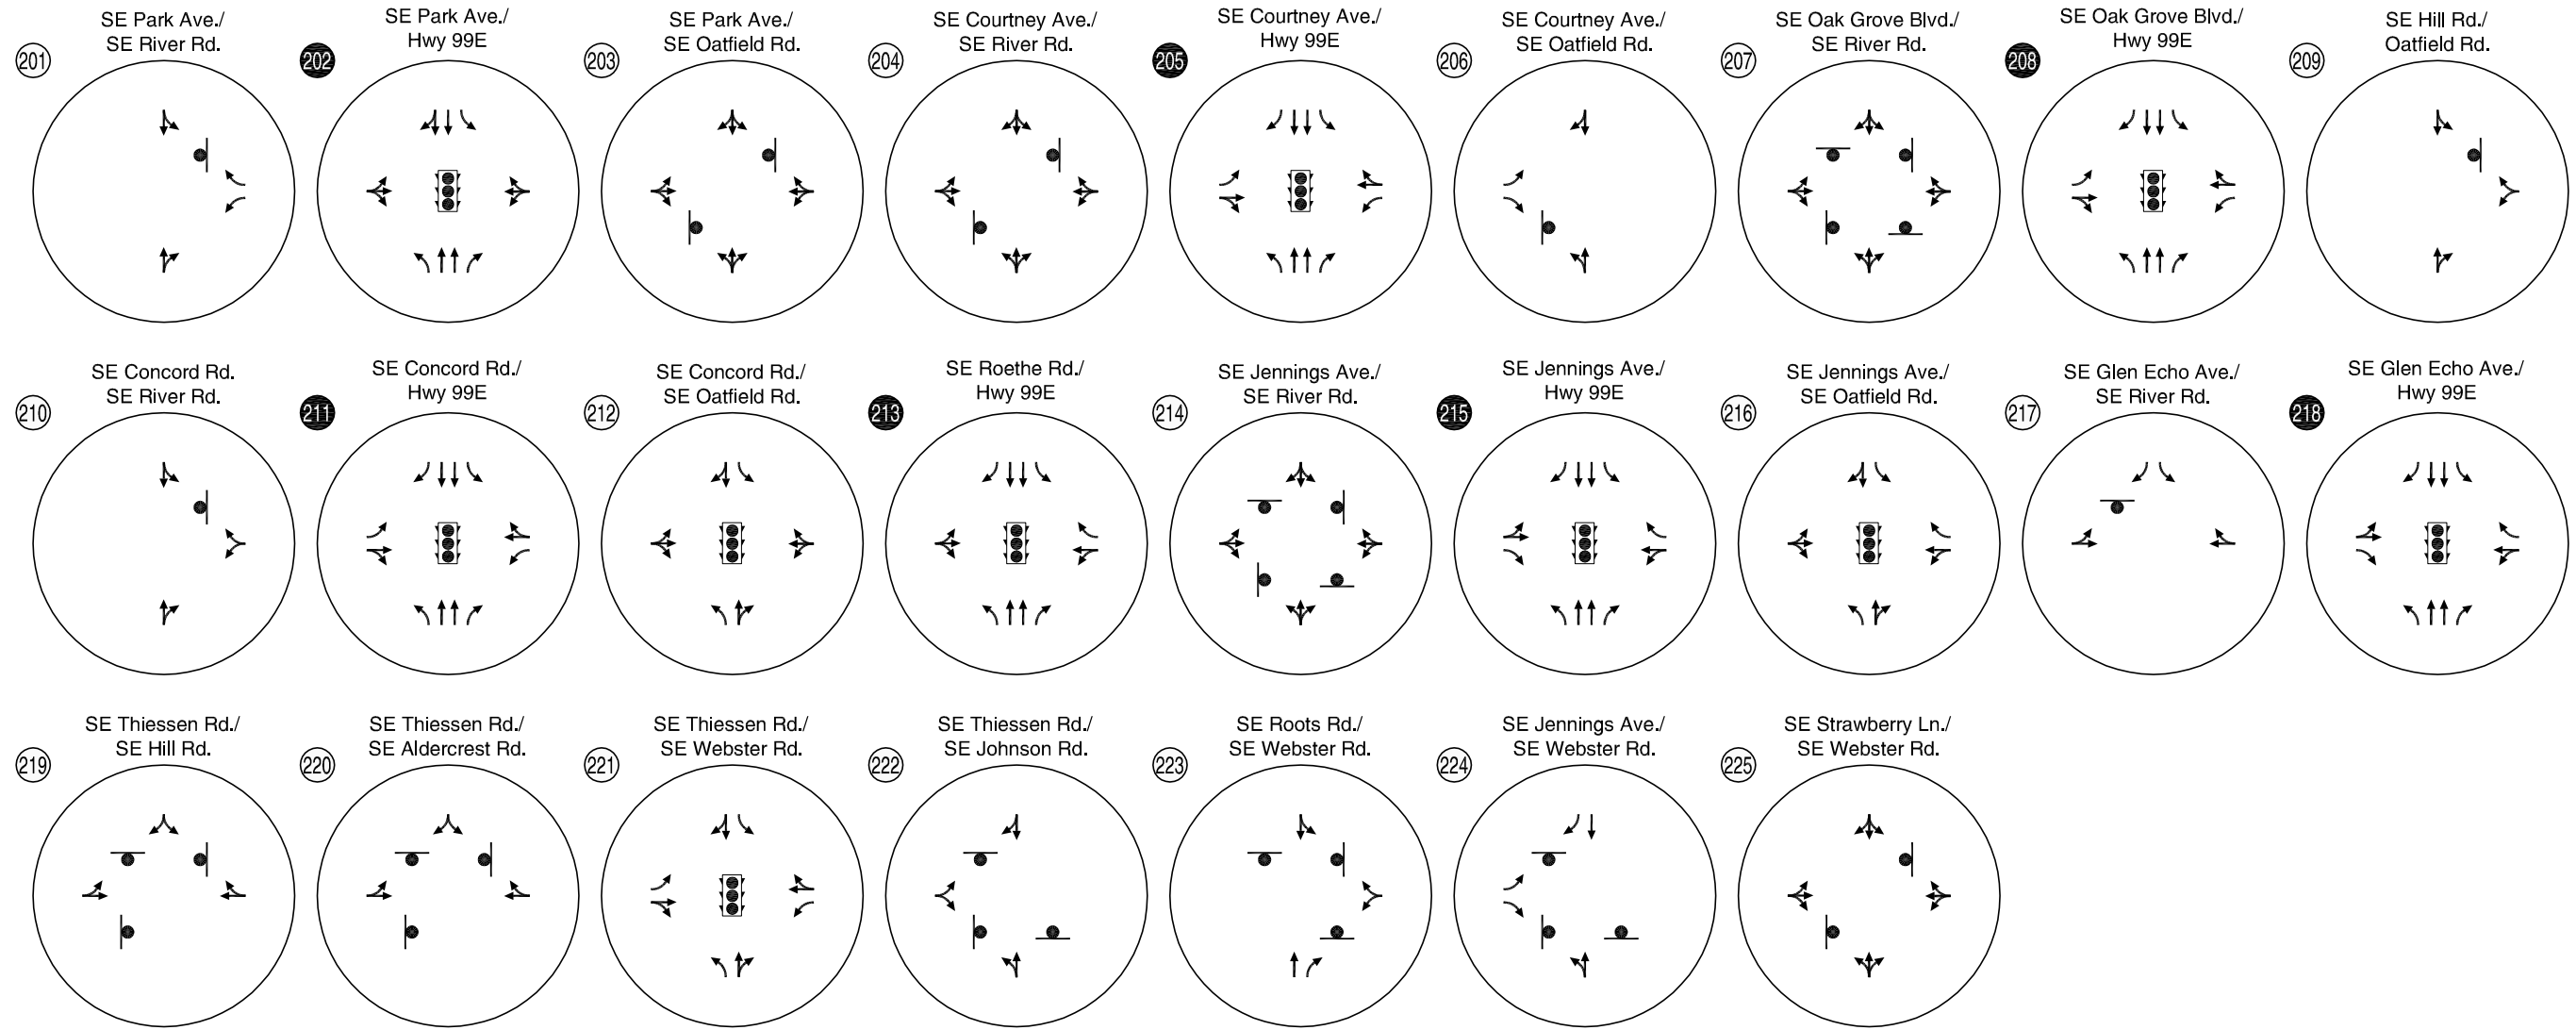 201
SE Park Ave./
SE River Rd.
202
SE Park Ave./
Hwy 99E
203
SE Park Ave./
SE Oatfield Rd.
204
SE Courtney Ave./
SE River Rd.
205
SE Courtney Ave./
Hwy 99E
206
SE Courtney Ave./
SE Oatfield Rd.
207
SE Oak Grove Blvd./
SE River Rd.
208
SE Oak Grove Blvd./
Hwy 99E
209
SE Hill Rd./
Oatfield Rd.
210
SE Concord Rd.
SE River Rd.
211
SE Concord Rd./
Hwy 99E
212
SE Concord Rd./
SE Oatfield Rd.
213
SE Roethe Rd./
Hwy 99E
214
SE Jennings Ave./
SE River Rd.
215
SE Jennings Ave./
Hwy 99E
216
SE Jennings Ave./
SE Oatfield Rd.
217
SE Glen Echo Ave./
SE River Rd.
218
SE Glen Echo Ave./
Hwy 99E
219
SE Thiessen Rd./
SE Hill Rd.
220
SE Thiessen Rd./
SE Aldercrest Rd.
221
SE Thiessen Rd./
SE Webster Rd.
222
SE Thiessen Rd./
SE Johnson Rd.
223
SE Roots Rd./
SE Webster Rd.
224
SE Jennings Ave./
SE Webster Rd.
225
SE Strawberry Ln./
SE Webster Rd.